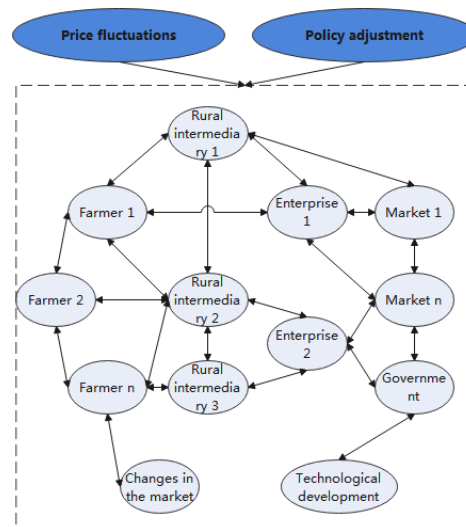 Price fluctuations
Policy adjustment
Rural
intermedia
ry 1
Farmer 1
Enterprise
1
Market 1
Farmer 2
Rural
intermedia
ry 2
Market n
Enterprise
2
Farmer n
Rural
intermedia
ry 3
Governme
nt
Changes in
the market
Technological
development